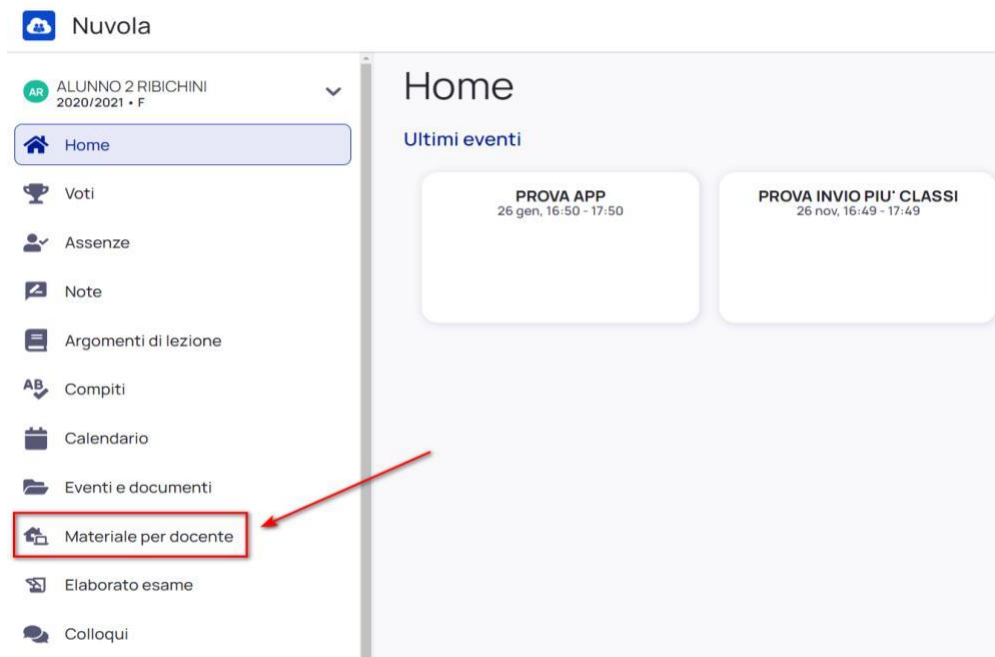 Nuvola
AR
ALUNNO 2 RIBICHINI
2020/2021 • F
Home
Voti
Assenze
Note
Argomenti di lezione
AB
Compiti
Calendario
Eventi e documenti
Materiale per docente
Elaborato esame
Colloqui
Home
Ultimi eventi
PROVA APP
26 gen, 16:50 - 17:50
PROVA INVIO PIU' CLASSI
26 nov, 16:49 - 17:49